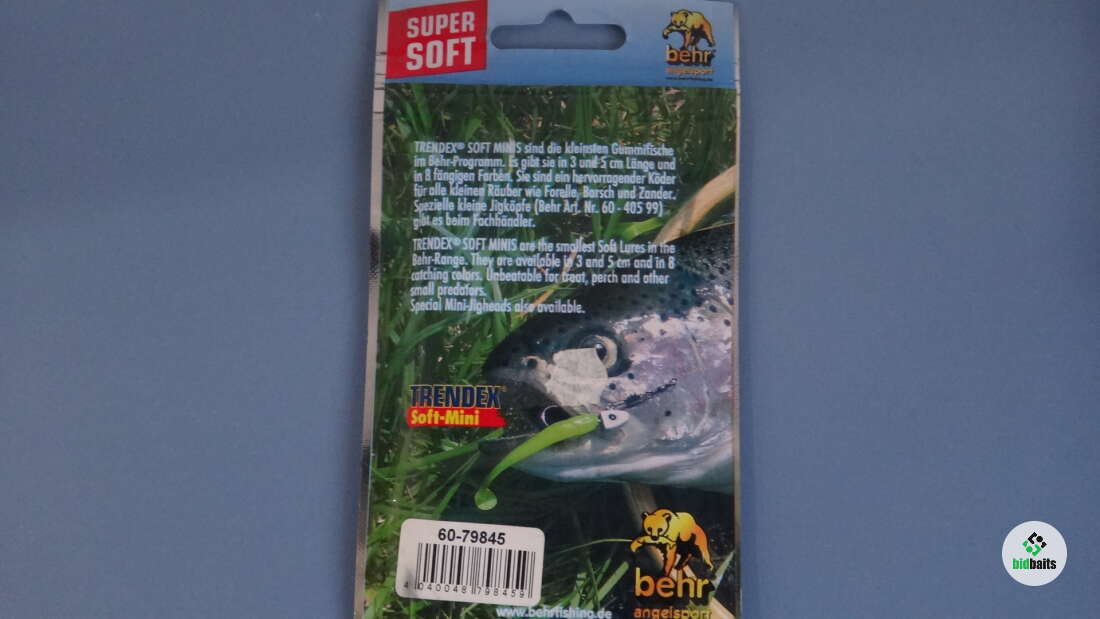 SUPER
SOFT
behr
angelsport
TRENDEX® SOFT MINIS sind die kleinsten Gummifische
im Behr-Programm. Es gibt sie in 3 und 5 cm Länge und
in 8 fängigen Farben. Sie sind ein hervorragender Köder
für alle kleinen Räuber wie Forelle, Barsch und Zander.
Spezielle kleine Jigköpfe (Behr Art. Nr. 60 - 405 99)
gibt es beim Fachhändler.
TRENDEX® SOFT MINIS are the smallest Soft Lures in the
Behr-Range. They are available in 3 and 5 cm and in 8
catching colors. Unbeatable for treat, perch and other
small predators.
Special Mini-Jigheads also available.
TRENDEX®
Soft-Mini
60-79845
4 040048 798459
behr
angelsport
www.behrfishing.de
bidbaits